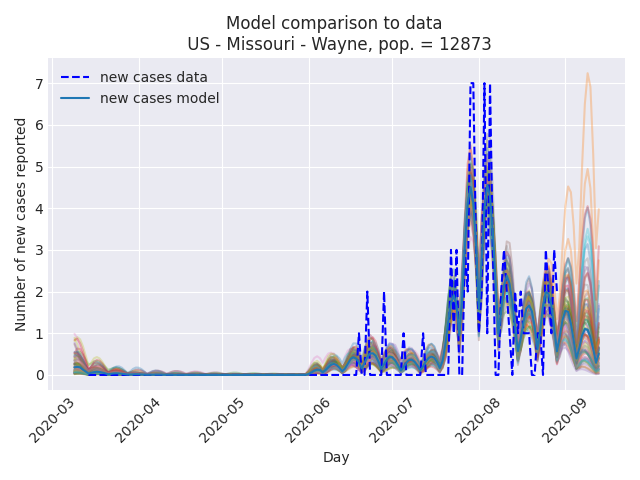 Model comparison to data
US - Missouri - Wayne, pop. = 12873
new cases data
new cases model
Number of new cases reported
7
6
5
4
3
2
1
0
2020-03
2020-04
2020-05
2020-06
2020-07
2020-08
2020-09
Day